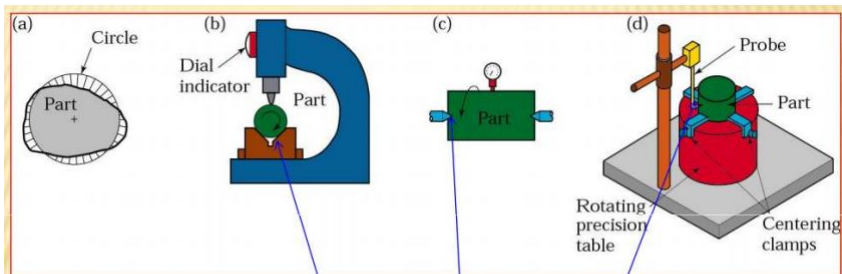 (a)
Circle
Part
+
(b)
Dial
indicator
Part
(c)
Part
(d)
Probe
Part
Rotating
precision
table
Centering
clamps